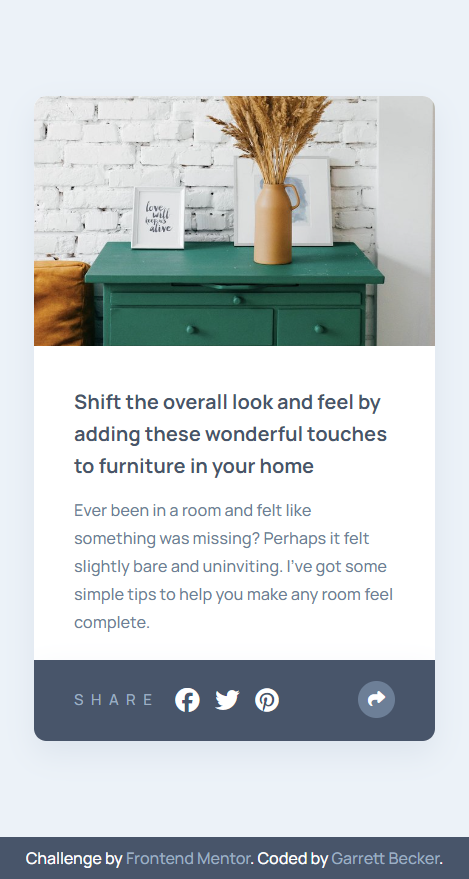 love
will
keep us
alive
Shift the overall look and feel by
adding these wonderful touches
to furniture in your home
Ever been in a room and felt like
something was missing? Perhaps it felt
slightly bare and uninviting. I’ve got some
simple tips to help you make any room feel
complete.
SHARE
Challenge by Frontend Mentor. Coded by Garrett Becker.